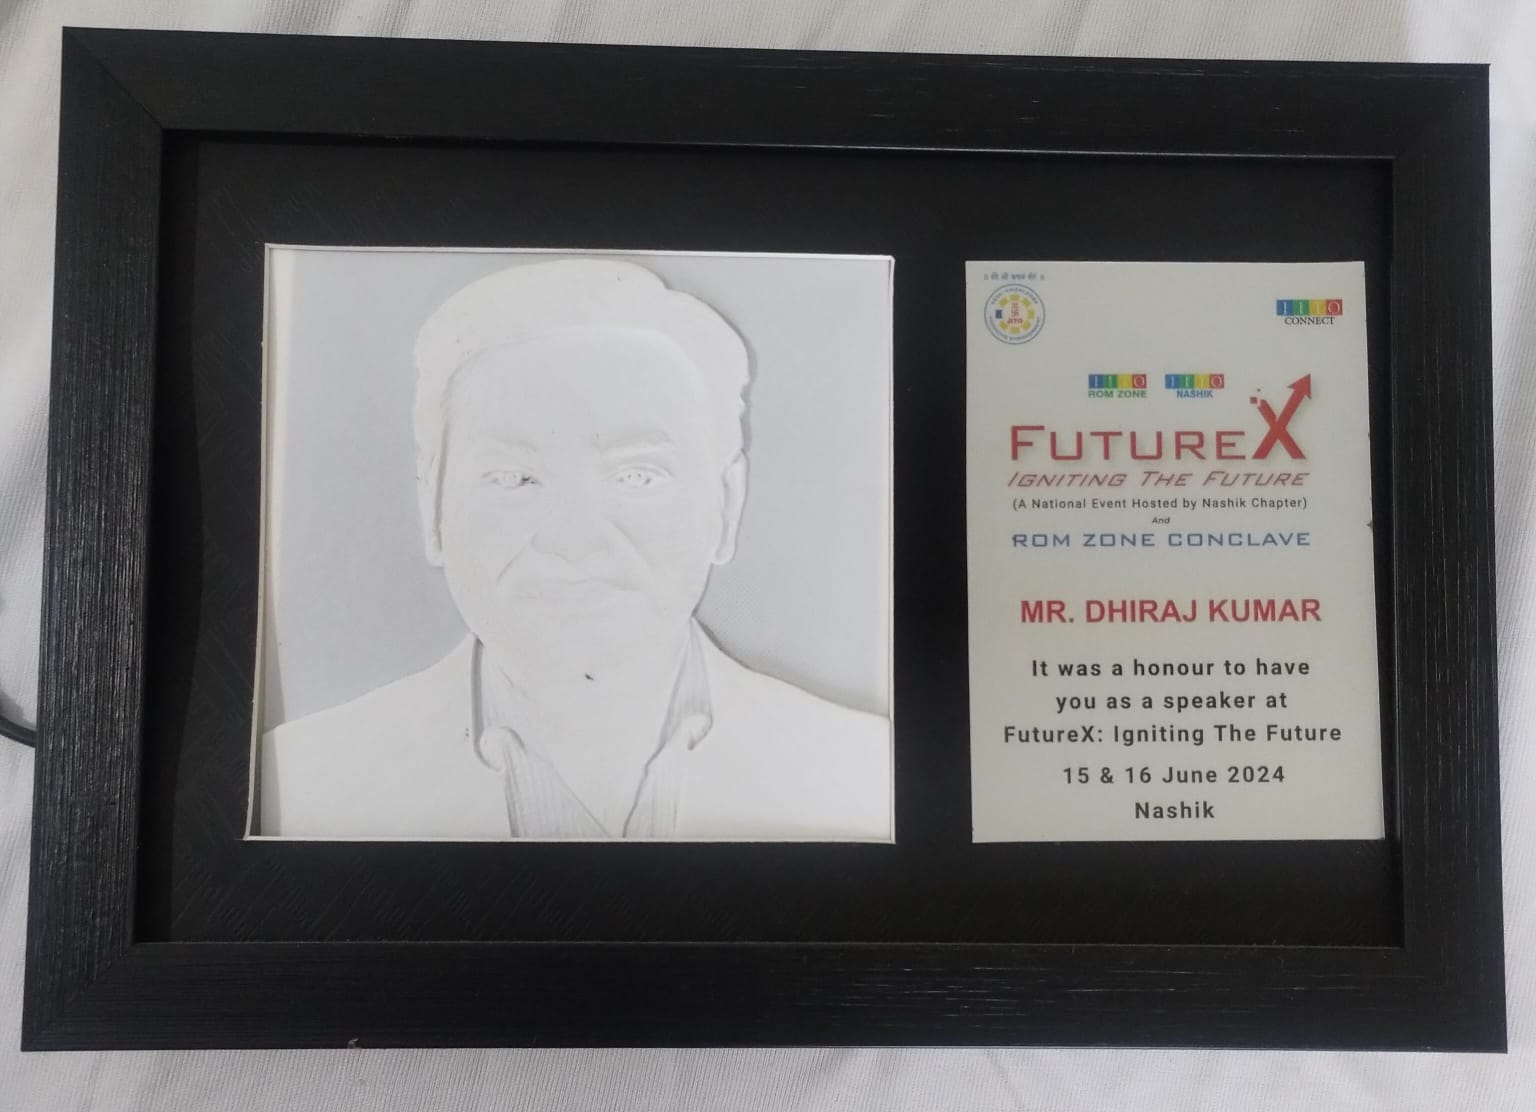 JITO
JITO
CONNECT
JITO
ROM ZONE
JITO
NASHIK
FUTUREX
IGNITING THE FUTURE
(A National Event Hosted by Nashik Chapter)
And
ROM ZONE CONCLAVE
MR. DHIRAJ KUMAR
It was a honour to have
you as a speaker at
FutureX: Igniting The Future
15 & 16 June 2024
Nashik